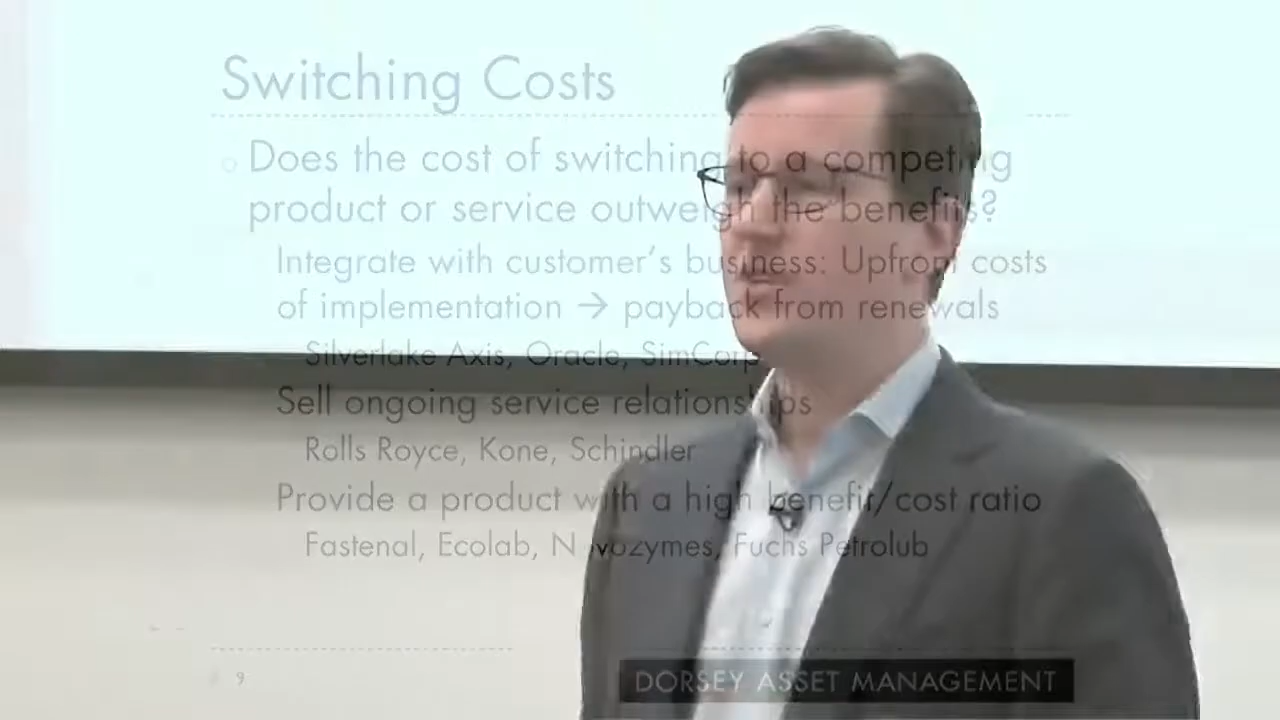 Switching Costs
Does the cost of switching to a competing
product or service outweigh the benefits?
Integrate with customer's business: Upfront costs
of implementation → payback from renewals
Silverlake Axis, Oracle, SimCorp
Sell ongoing service relationships
Rolls Royce, Kone, Schindler
Provide a product with a high benefit/cost ratio
Fastenal, Ecolab, Novozymes, Fuchs Petrolub
9
DORSEY ASSET MANAGEMENT